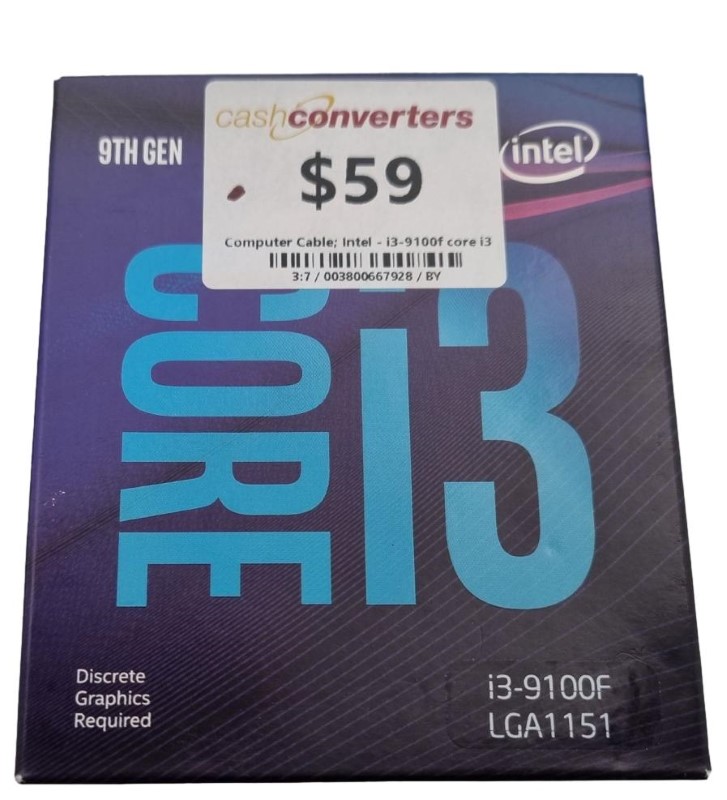 cashconverters
$59
Computer Cable; Intel - i3-9100f core i3
3:7 / 003800667928 / BY
9TH GEN
intel
CORE
i3
Discrete
Graphics
Required
i3-9100F
LGA1151